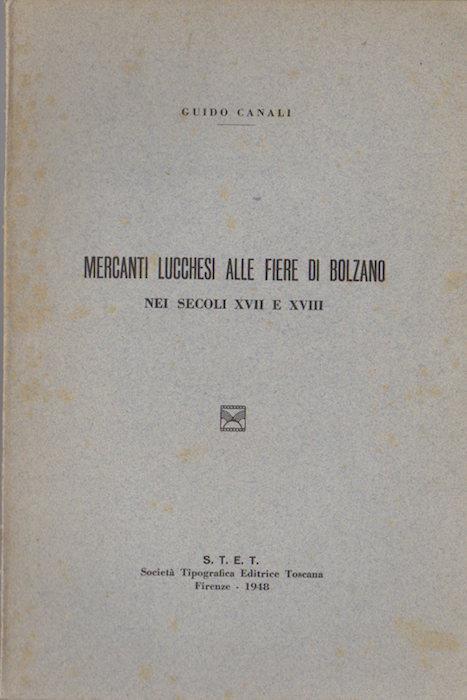 GUIDO CANALI
MERCANTI LUCCHESI ALLE FIERE DI BOLZANO
NEI SECOLI XVII E XVIII
S. T. E. T.
Società Tipografica Editrice Toscana
Firenze - 1948